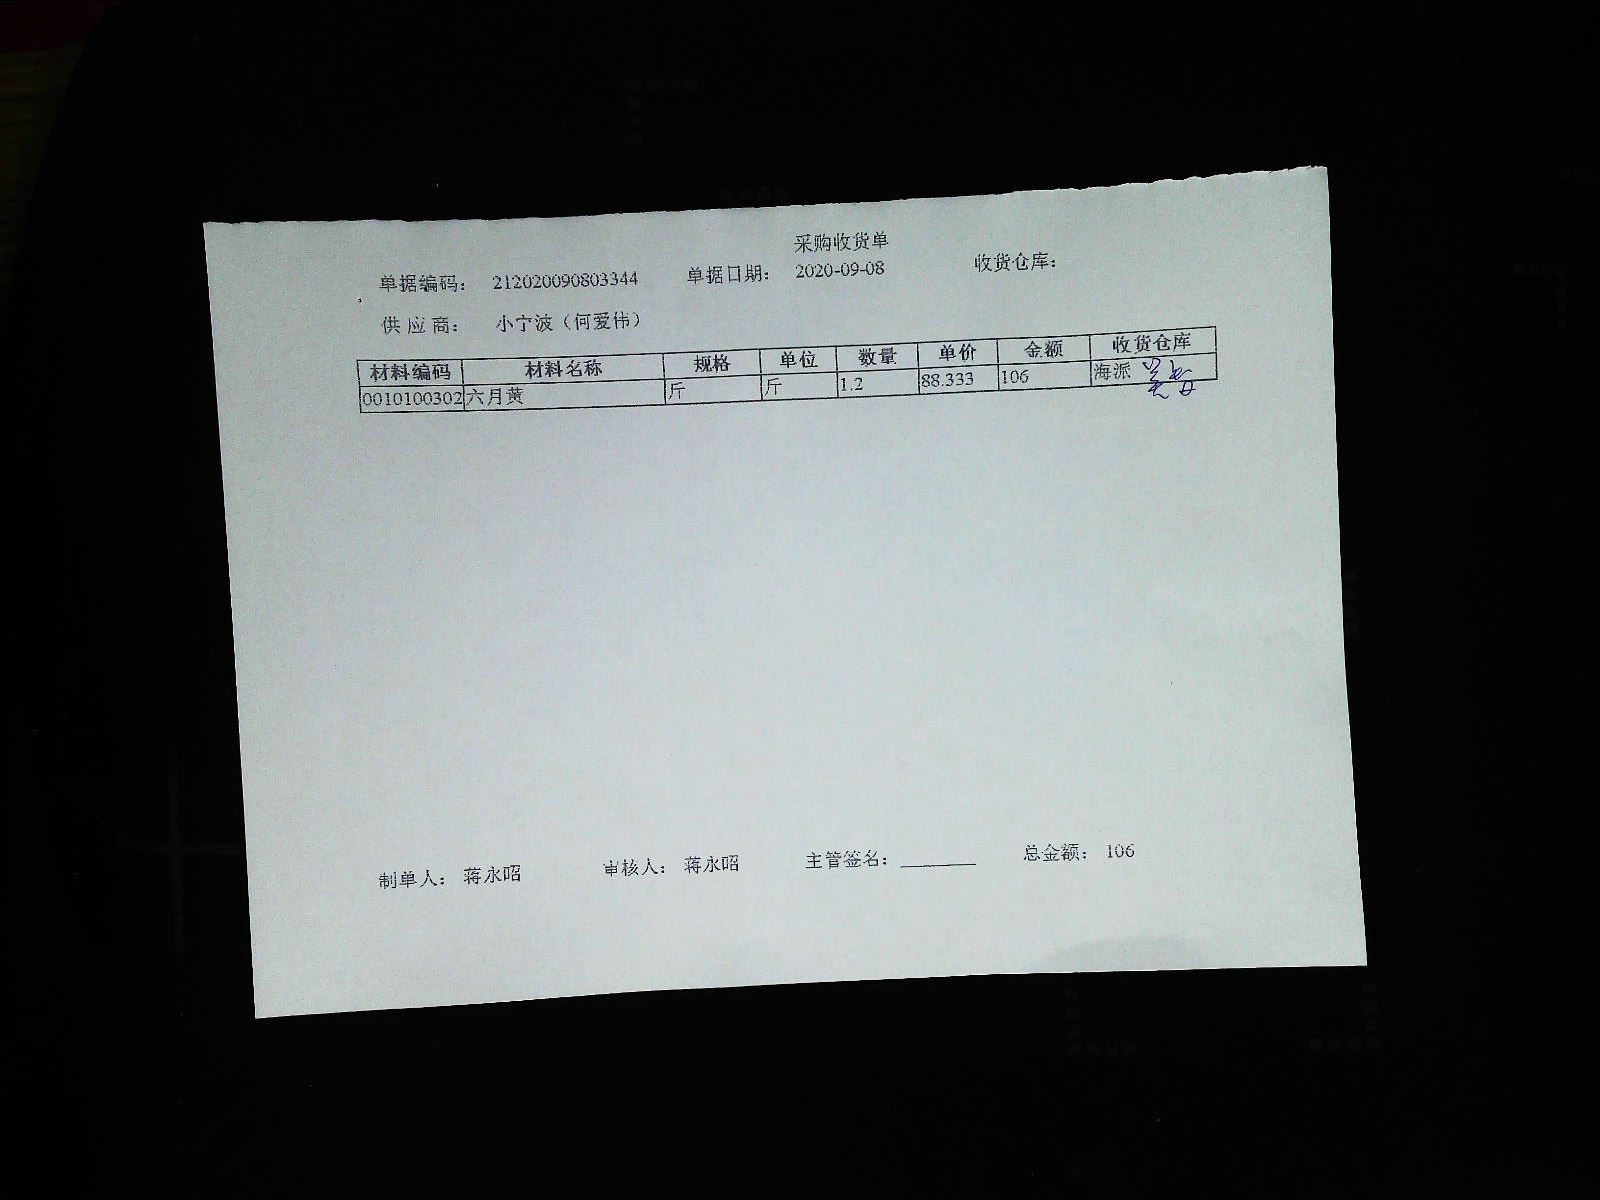 采购收货单
单据编码： 212020090803344 单据日期： 2020-09-08 收货仓库：
供 应 商： 小宁波（何爱伟）
材料编码 材料名称 规格 单位 数量 单价 金额 收货仓库
0010100302 六月黄 斤 斤 1.2 88.333 106 海派
制单人： 蒋永昭 审核人： 蒋永昭 主管签名： ________ 总金额： 106